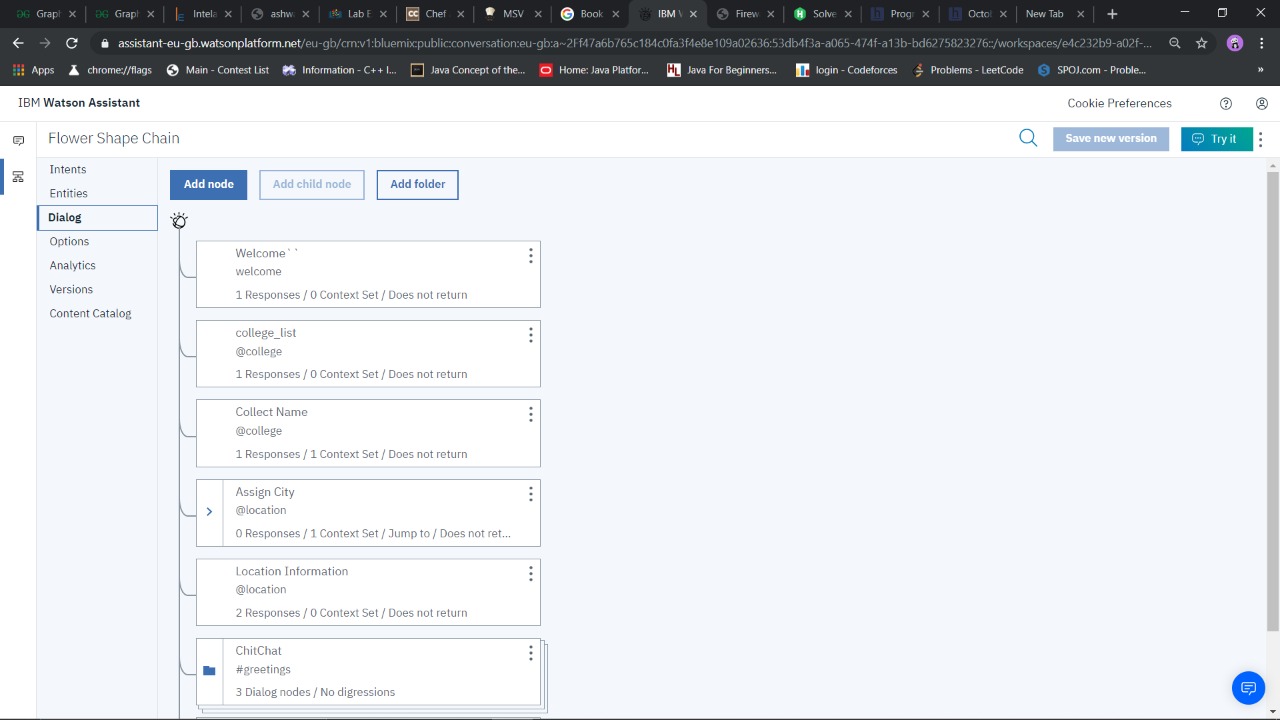 Grap
Grap
Intela
ashw
Lab E
Chef
MSV
Book
IBM W
Firew
Solve
Progr
Octol
New Tab
assistant-eu-gb.watsonplatform.net/eu-gb/crn:v1:bluemix:public:conversation:eu-gb:a~2Ff47a6b765c184c0fa3f4e8e109a02636:53db4f3a-a065-474f-a13b-bd6275823276::/workspaces/e4c232b9-a02f-...
Apps
chrome://flags
Main - Contest List
Information - C++ I...
Java Concept of the...
Home: Java Platfor...
Java For Beginners...
login - Codeforces
Problems - LeetCode
SPOJ.com - Proble...
IBM Watson Assistant
Cookie Preferences
Flower Shape Chain
Save new version
Try it
Intents
Entities
Dialog
Options
Analytics
Versions
Content Catalog
Add node
Add child node
Add folder
Welcome``
welcome
1 Responses / 0 Context Set / Does not return
college_list
@college
1 Responses / 0 Context Set / Does not return
Collect Name
@college
1 Responses / 1 Context Set / Does not return
Assign City
@location
0 Responses / 1 Context Set / Jump to / Does not ret...
Location Information
@location
2 Responses / 0 Context Set / Does not return
ChitChat
#greetings
3 Dialog nodes / No digressions